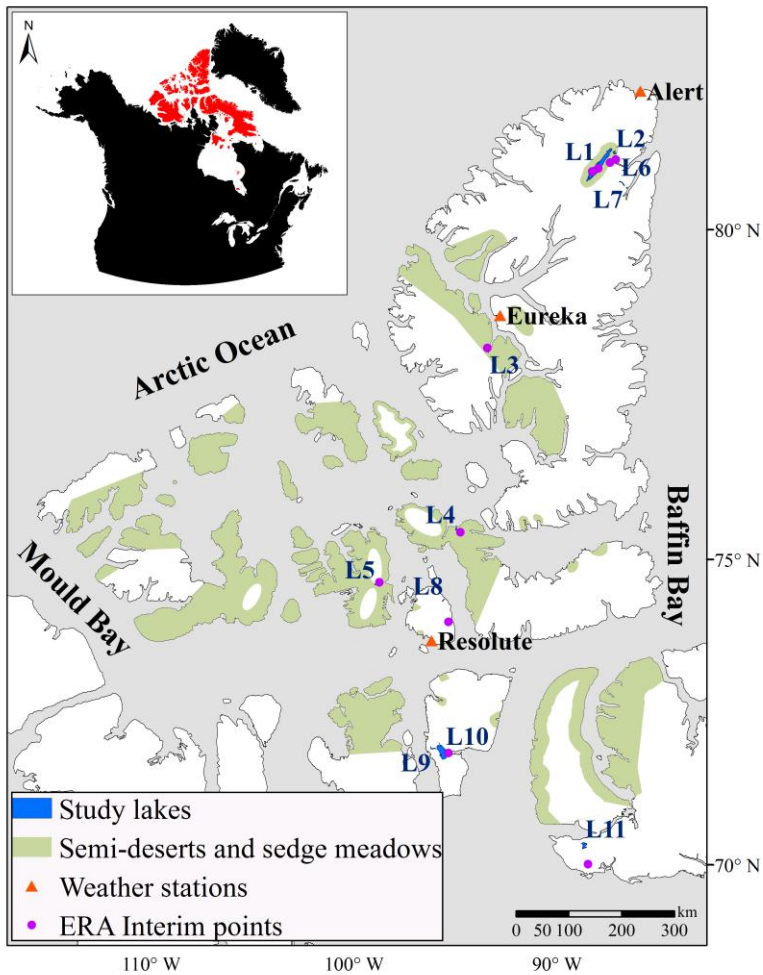 N
Alert
L2
L1
L6
L7
80° N
Eureka
Arctic Ocean
L3
L4
Baffin Bay
75° N
L5
L8
Mould Bay
Resolute
L10
L9
Study lakes
Semi-deserts and sedge meadows
Weather stations
ERA Interim points
L11
70° N
km
0 50 100 200 300
110° W 100° W 90° W